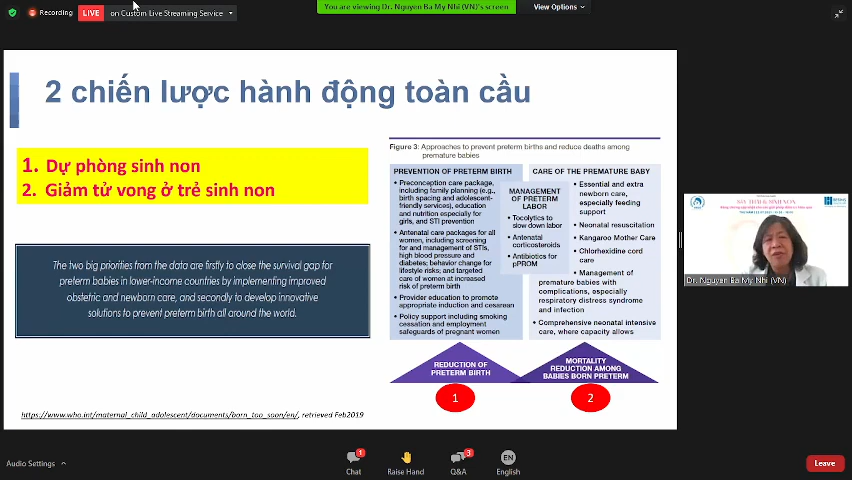 Recording
LIVE
on Custom Live Streaming Service
You are viewing Dr. Nguyen Ba My Nhi (VN)'s screen
View Options
2 chiến lược hành động toàn cầu
1. Dự phòng sinh non
2. Giảm tử vong ở trẻ sinh non
The two big priorities from the data are firstly to close the survival gap for
preterm babies in lower-income countries by implementing improved
obstetric and newborn care, and secondly to develop innovative
solutions to prevent preterm birth all around the world.
https://www.who.int/maternal_child_adolescent/documents/born_too_soon/en/, retrieved Feb2019
Figure 3: Approaches to prevent preterm births and reduce deaths among
premature babies
PREVENTION OF PRETERM BIRTH
• Preconception care package,
including family planning (e.g.,
birth spacing and adolescent-
friendly services), education
and nutrition especially for
girls, and STI prevention
• Antenatal care packages for all
women, including screening
for and management of STIs,
high blood pressure and
diabetes; behavior change for
lifestyle risks; and targeted
care of women at increased
risk of preterm birth
• Provider education to promote
appropriate induction and cesarean
• Policy support including smoking
cessation and employment
safeguards of pregnant women
MANAGEMENT
OF PRETERM
LABOR
• Tocolytics to
slow down labor
• Antenatal
corticosteroids
• Antibiotics for
pPROM
CARE OF THE PREMATURE BABY
• Essential and extra
newborn care,
especially feeding
support
• Neonatal resuscitation
• Kangaroo Mother Care
• Chlorhexidine cord
care
• Management of
premature babies with
complications, especially
respiratory distress syndrome
and infection
• Comprehensive neonatal intensive
care, where capacity allows
REDUCTION OF
PRETERM BIRTH
MORTALITY
REDUCTION AMONG
BABIES BORN PRETERM
1
2
Dr. Nguyen Ba My Nhi (VN)
Audio Settings
1
Chat
Raise Hand
3
Q&A
EN
English
Leave